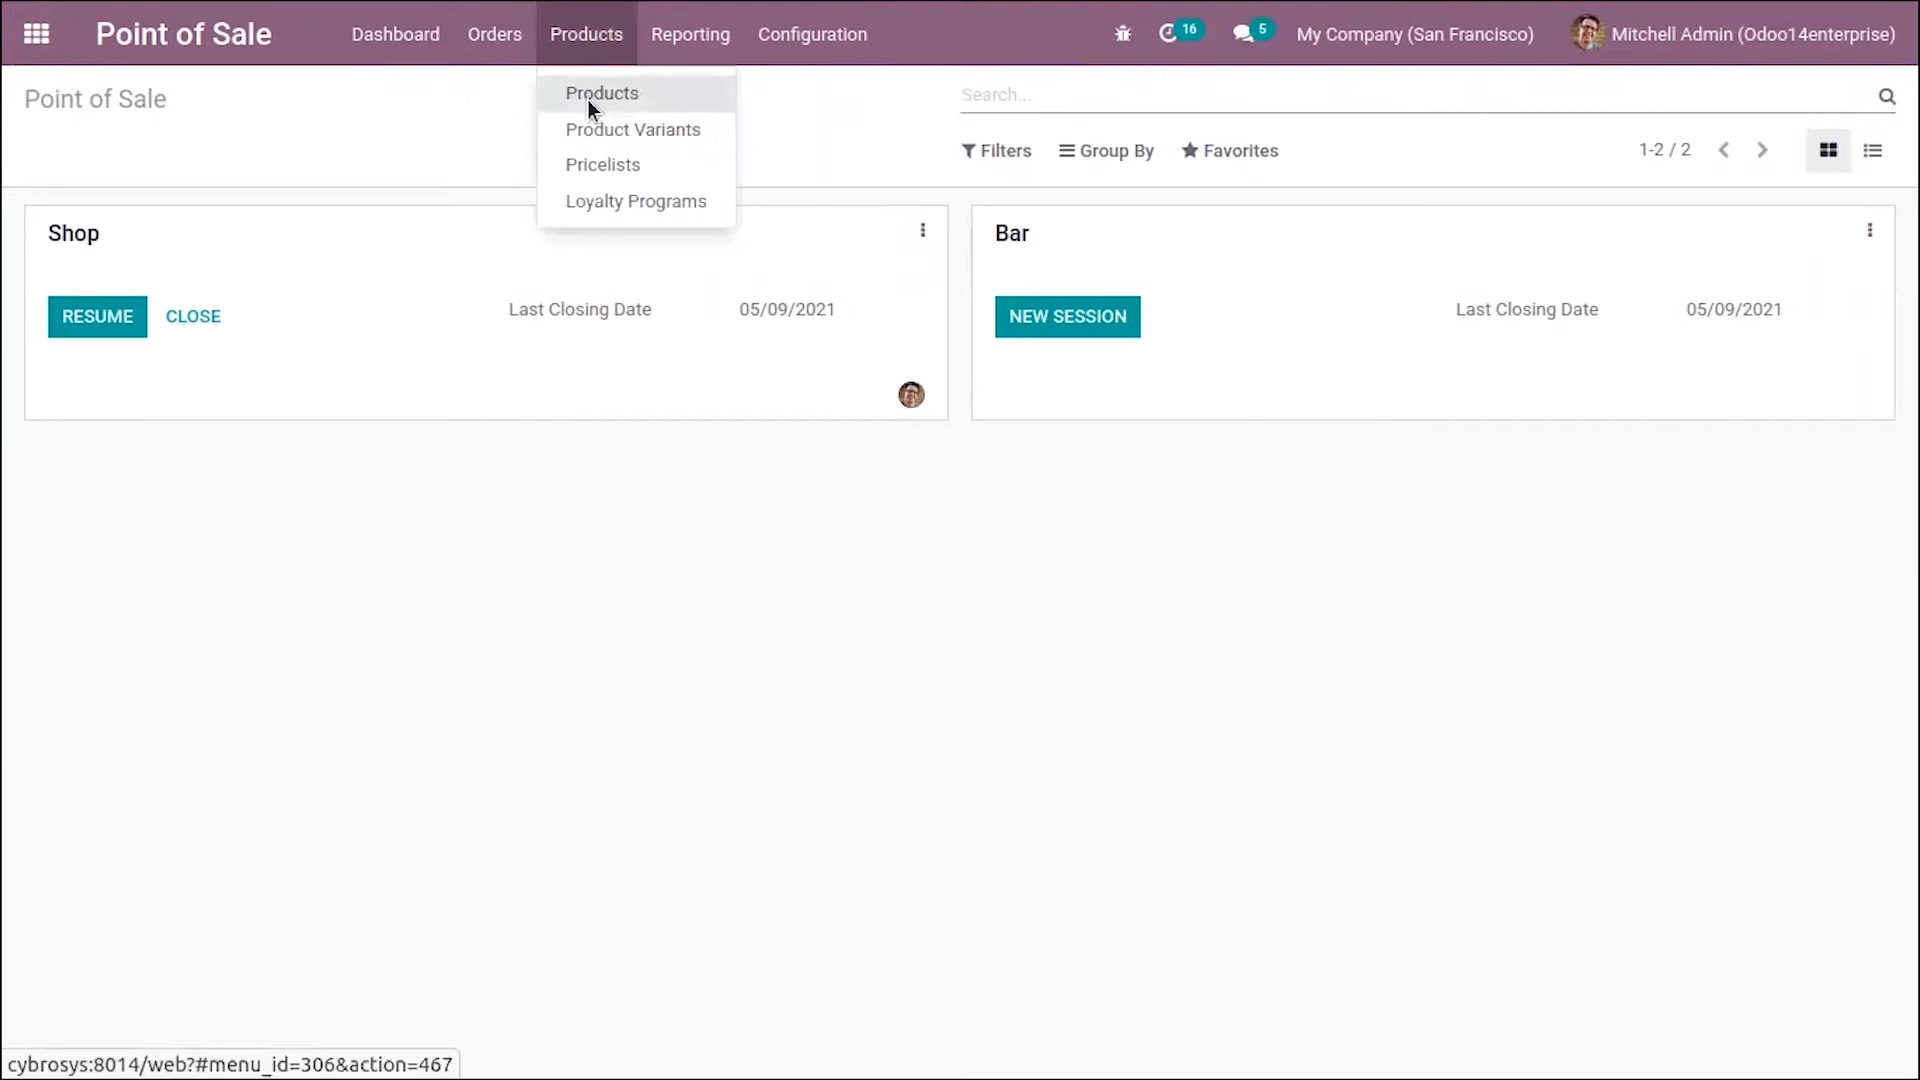 Point of Sale Dashboard Orders Products Reporting Configuration 16 5 My Company (San Francisco) Mitchell Admin (Odoo14enterprise)
Point of Sale
Products
Product Variants
Pricelists
Loyalty Programs
Search...
Filters Group By Favorites 1-2 / 2
Shop
RESUME CLOSE Last Closing Date 05/09/2021
Bar
NEW SESSION Last Closing Date 05/09/2021
cybrosys:8014/web?#menu_id=306&action=467